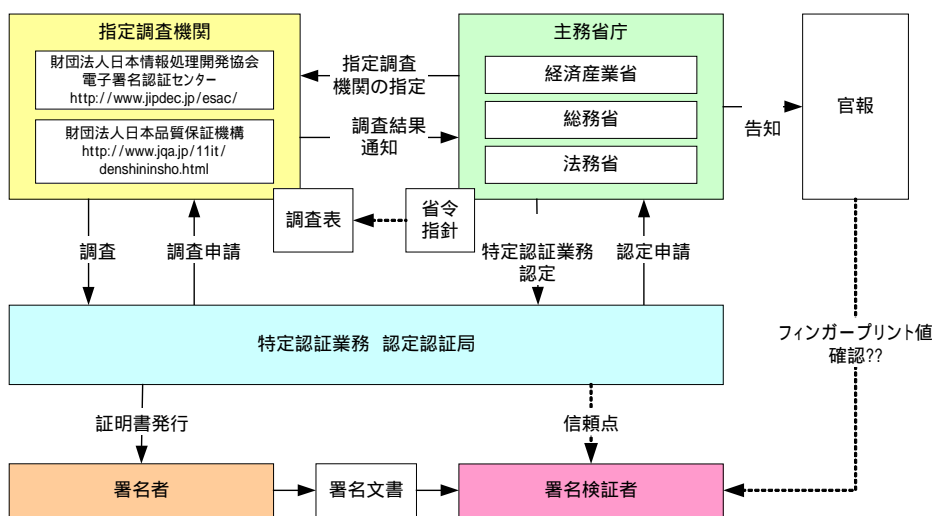 指定調査機関
財団法人日本情報処理開発協会
電子署名認証センター
http://www.jipdec.jp/esac/
財団法人日本品質保証機構
http://www.jqa.jp/11it/
denshininsho.html
指定調査
機関の指定
調査結果
通知
主務省庁
経済産業省
総務省
法務省
告知
官報
調査表
省令
指針
調査
調査申請
特定認証業務
認定
認定申請
特定認証業務 認定認証局
フィンガープリント値
確認??
証明書発行
信頼点
署名者
署名文書
署名検証者